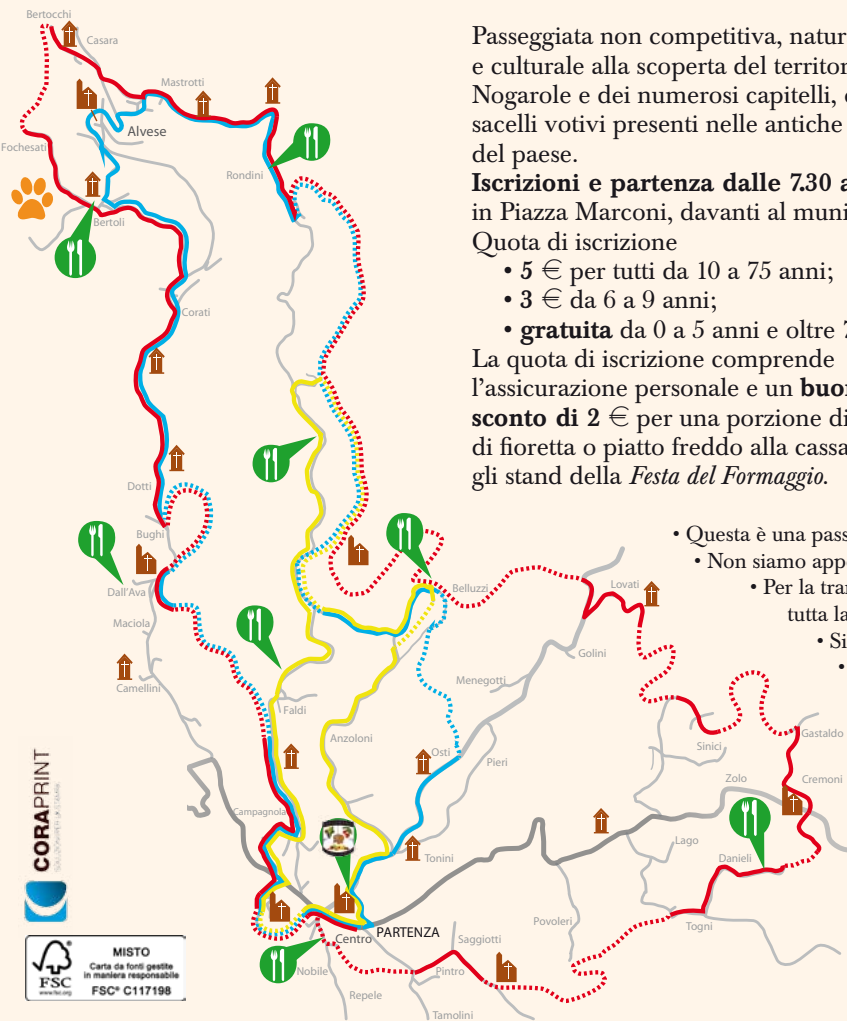 Passeggiata non competitiva, natur
e culturale alla scoperta del territor
Nogarole e dei numerosi capitelli,
sacelli votivi presenti nelle antiche
del paese.
Iscrizioni e partenza dalle 7.30 a
in Piazza Marconi, davanti al muni
Quota di iscrizione
• 5 € per tutti da 10 a 75 anni;
• 3 € da 6 a 9 anni;
• gratuita da 0 a 5 anni e oltre 7
La quota di iscrizione comprende
l'assicurazione personale e un buon
sconto di 2 € per una porzione di
di fioretta o piatto freddo alla cassa
gli stand della Festa del Formaggio.
• Questa è una pass
• Non siamo appo
• Per la tran
tutta la
• Si
•
Bertocchi
Casara
Mastrotti
Alvese
Fochesati
Rondini
Bertoli
Corati
Dotti
Bughi
Dall'Ava
Maciola
Camellini
Belluzzi
Lovati
Golini
Menegotti
Faldi
Anzoloni
Osti
Pieri
Sinici
Gastaldo
Zolo
Cremoni
Campagnola
Lago
Danieli
Tonini
Togni
Povoleri
PARTENZA
Centro
Saggiotti
Nobile
Pintro
Repele
Tamolini
CORAPRINT
FSC
www.fsc.org
MISTO
Carta da fonti gestite
in maniera responsabile
FSC® C117198